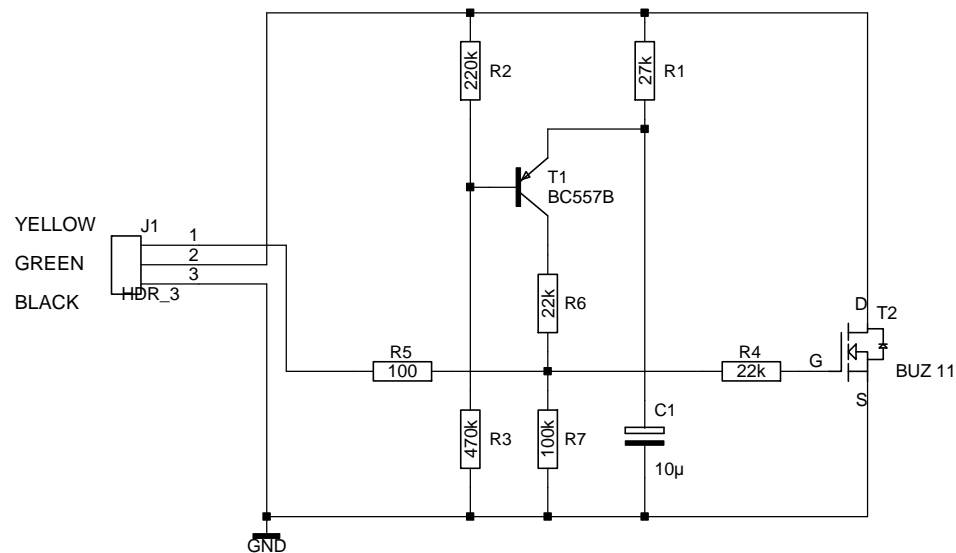 220k R2
27k R1
T1
BC557B
YELLOW
J1
1
GREEN
2
3
HDR_3
BLACK
22k R6
D
T2
R5
100
R4
22k
G
BUZ 11
S
C1
470k R3
100k R7
10µ
GND